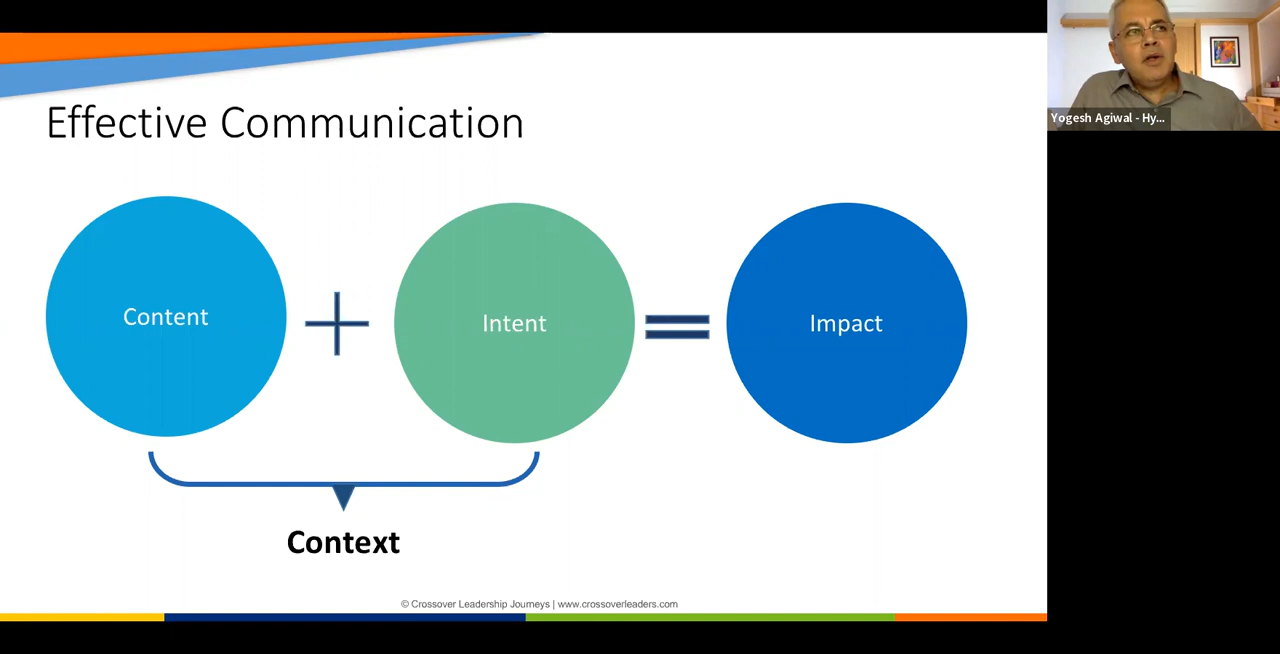 Effective Communication
Yogesh Agiwal - Hy...
Content
Intent
Impact
Context
© Crossover Leadership Journeys | www.crossoverleaders.com